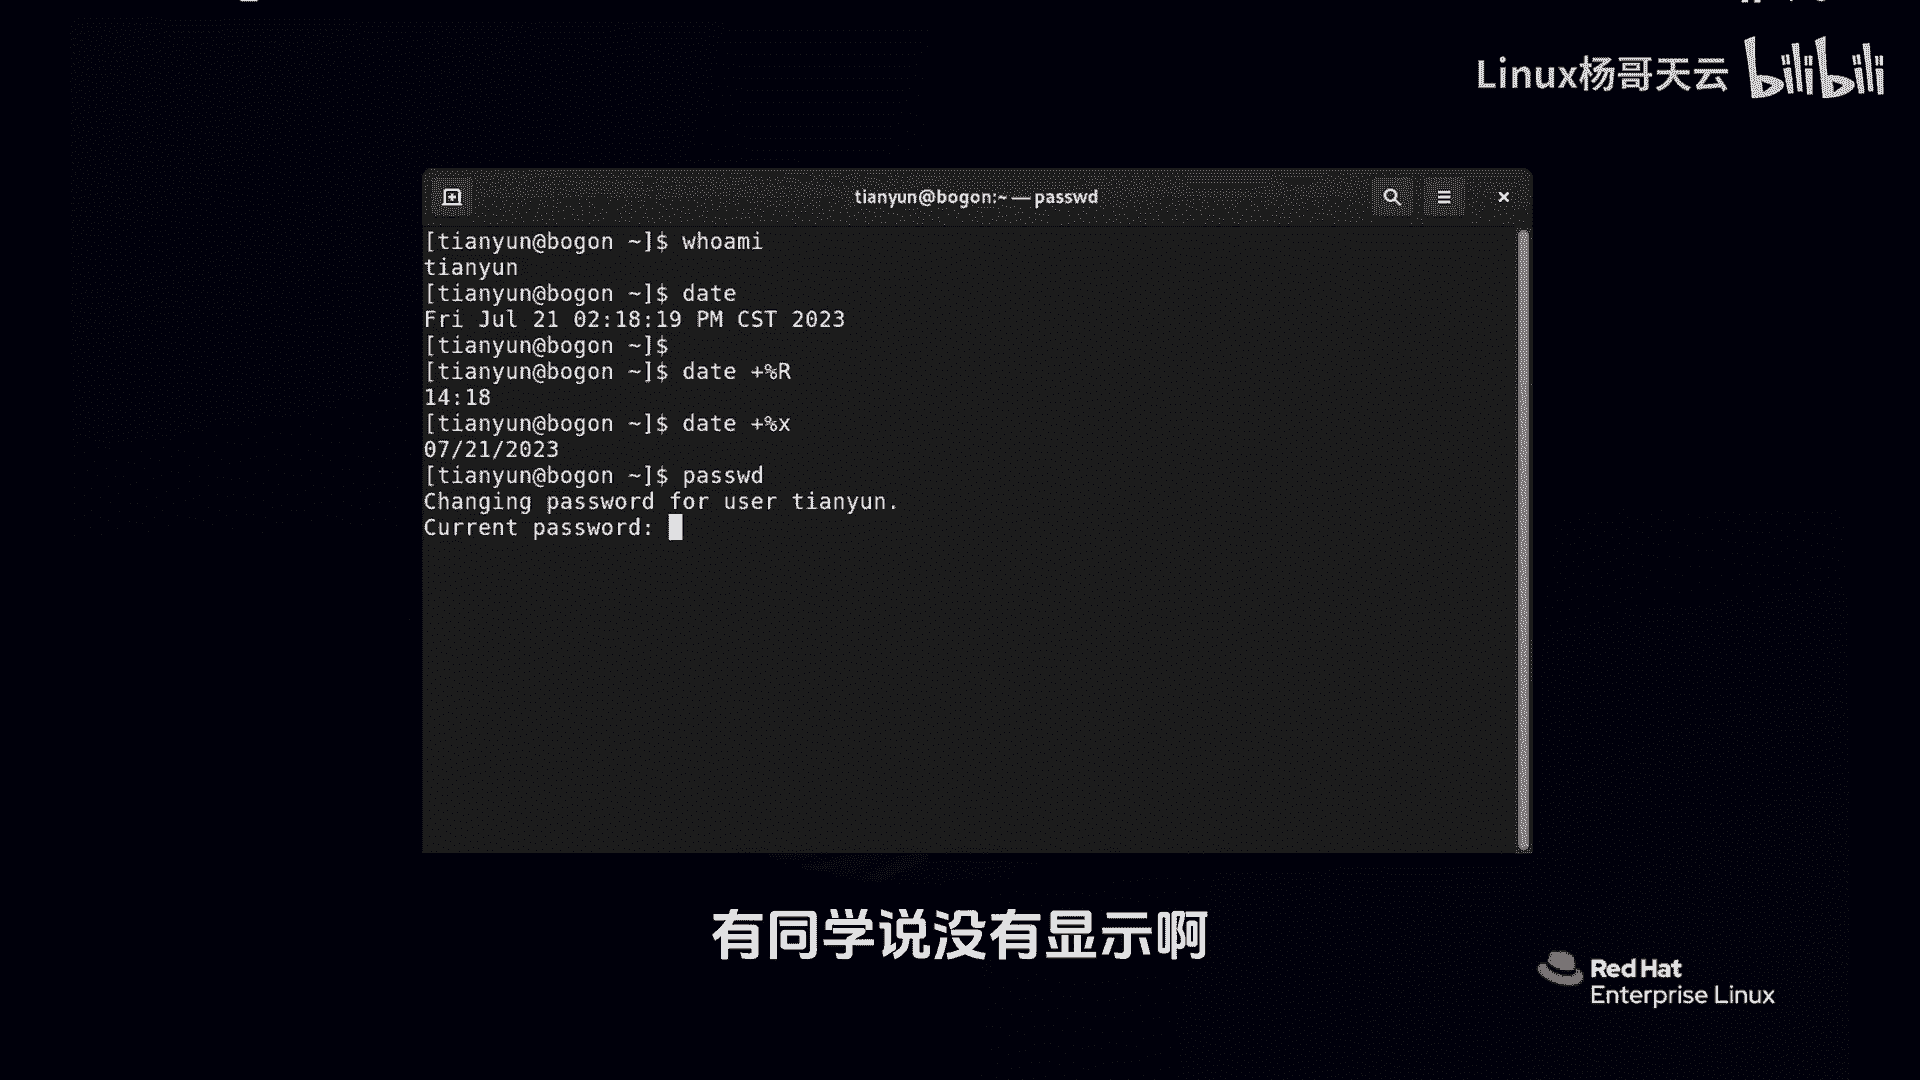 Linux杨哥天云 bilibili
tianyun@bogon:~ — passwd
[tianyun@bogon ~]$ whoami
tianyun
[tianyun@bogon ~]$ date
Fri Jul 21 02:18:19 PM CST 2023
[tianyun@bogon ~]$
[tianyun@bogon ~]$ date +%R
14:18
[tianyun@bogon ~]$ date +%x
07/21/2023
[tianyun@bogon ~]$ passwd
Changing password for user tianyun.
Current password:
有同学说没有显示啊
Red Hat
Enterprise Linux